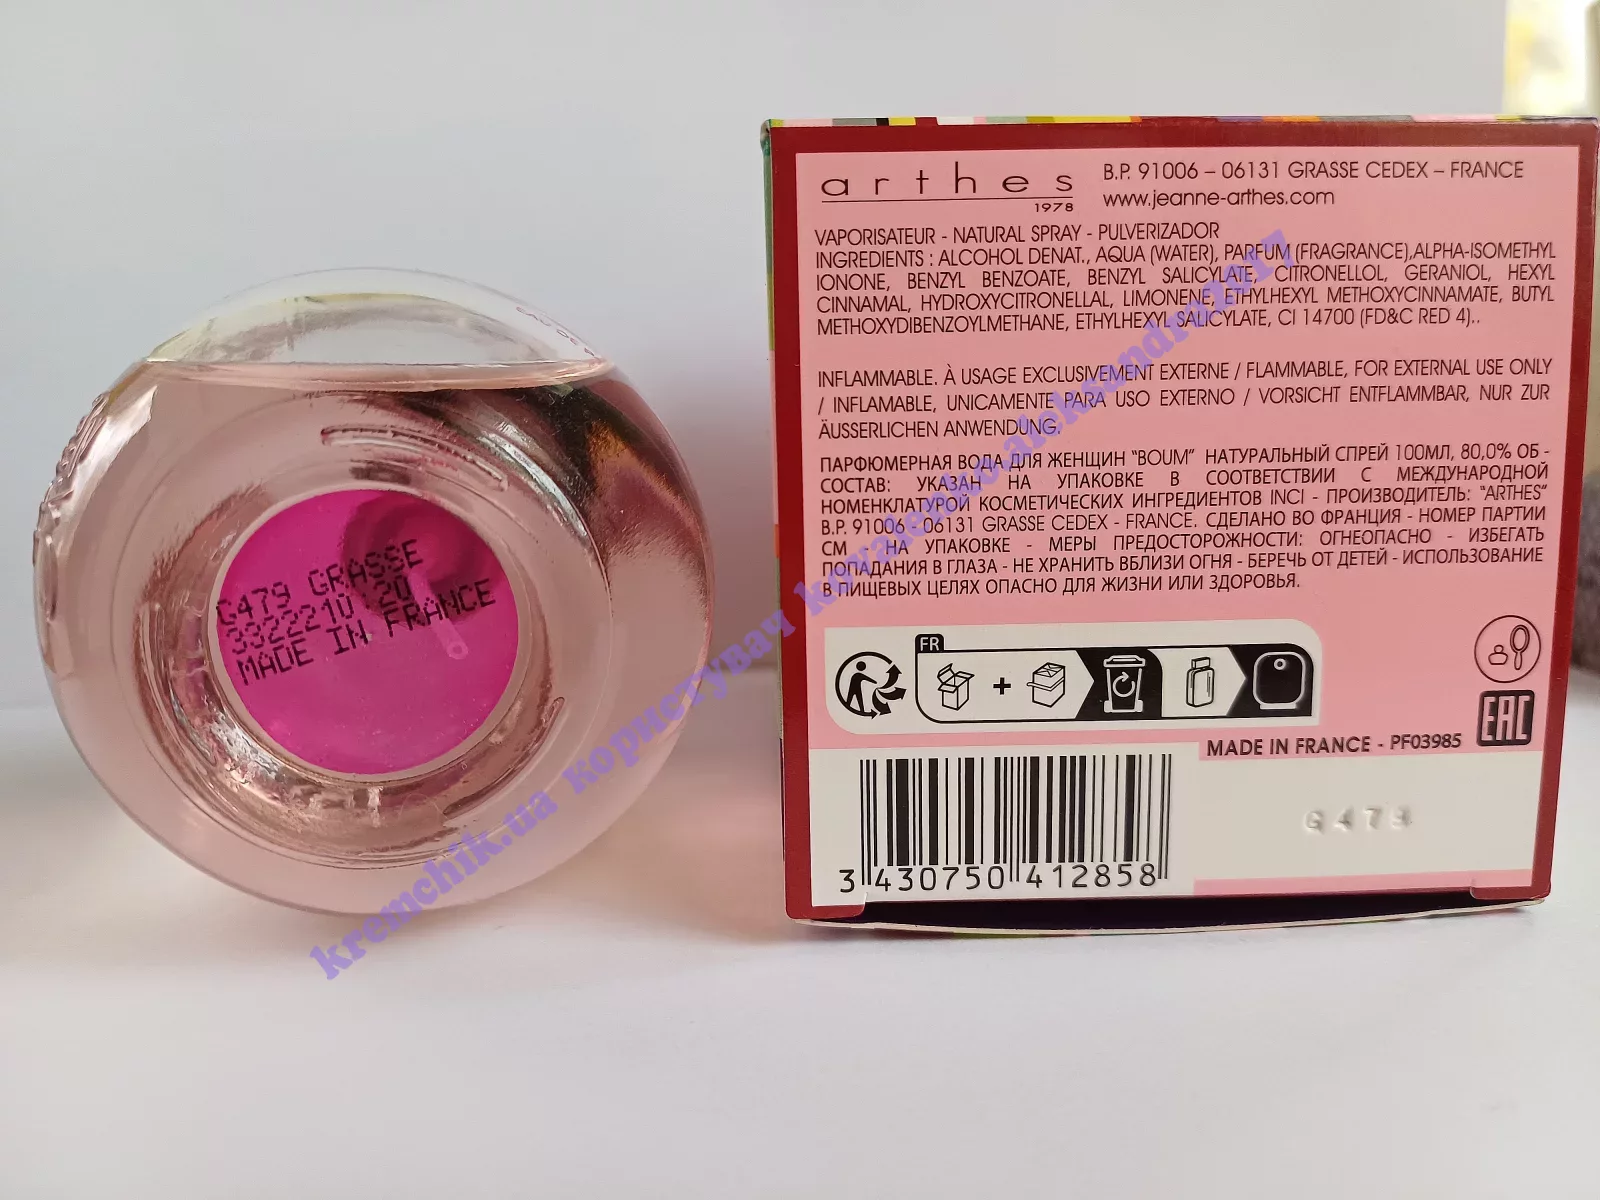 G479 GRASSE
3322210 20
MADE IN FRANCE
arthes
1978
B.P. 91006 – 06131 GRASSE CEDEX – FRANCE
www.jeanne-arthes.com
VAPORISATEUR - NATURAL SPRAY - PULVERIZADOR
INGREDIENTS : ALCOHOL DENAT., AQUA (WATER), PARFUM (FRAGRANCE),ALPHA-ISOMETHYL
IONONE, BENZYL BENZOATE, BENZYL SALICYLATE, CITRONELLOL, GERANIOL, HEXYL
CINNAMAL, HYDROXYCITRONELLAL, LIMONENE, ETHYLHEXYL METHOXYCINNAMATE, BUTYL
METHOXYDIBENZOYLMETHANE, ETHYLHEXYL SALICYLATE, CI 14700 (FD&C RED 4)..
INFLAMMABLE. À USAGE EXCLUSIVEMENT EXTERNE / FLAMMABLE, FOR EXTERNAL USE ONLY
/ INFLAMABLE, UNICAMENTE PARA USO EXTERNO / VORSICHT ENTFLAMMBAR, NUR ZUR
ÄUSSERLICHEN ANWENDUNG.
ПАРФЮМЕРНАЯ ВОДА ДЛЯ ЖЕНЩИН "BOUM" НАТУРАЛЬНЫЙ СПРЕЙ 100МЛ, 80,0% ОБ -
СОСТАВ: УКАЗАН НА УПАКОВКЕ В СООТВЕТСТВИИ С МЕЖДУНАРОДНОЙ
НОМЕНКЛАТУРОЙ КОСМЕТИЧЕСКИХ ИНГРЕДИЕНТОВ INCI - ПРОИЗВОДИТЕЛЬ: "ARTHES"
B.P. 91006 - 06131 GRASSE CEDEX - FRANCE. СДЕЛАНО ВО ФРАНЦИЯ - НОМЕР ПАРТИИ
СМ НА УПАКОВКЕ - МЕРЫ ПРЕДОСТОРОЖНОСТИ: ОГНЕОПАСНО - ИЗБЕГАТЬ
ПОПАДАНИЯ В ГЛАЗА - НЕ ХРАНИТЬ ВБЛИЗИ ОГНЯ - БЕРЕЧЬ ОТ ДЕТЕЙ - ИСПОЛЬЗОВАНИЕ
В ПИЩЕВЫХ ЦЕЛЯХ ОПАСНО ДЛЯ ЖИЗНИ ИЛИ ЗДОРОВЬЯ.
FR
EAC
MADE IN FRANCE - PF03985
G479
3 430750 412858
kremchik.ua користувач kovalenko.aleksandra2017